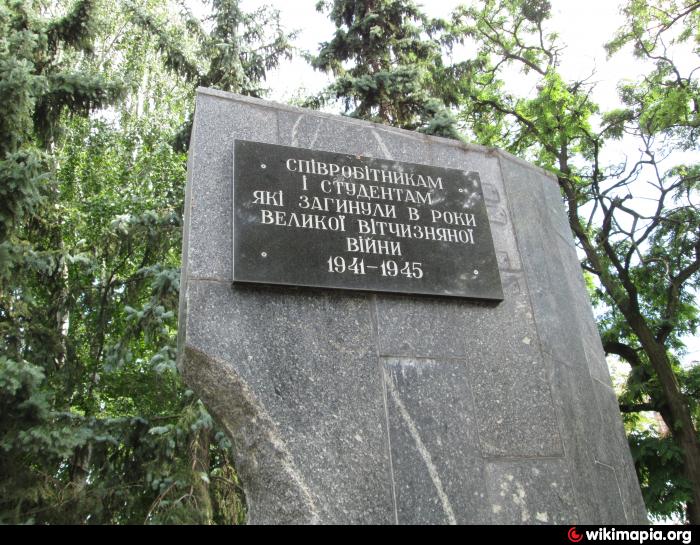 СПІВРОБІТНИКАМ
І СТУДЕНТАМ
ЯКІ ЗАГИНУЛИ В РОКИ
ВЕЛИКОЇ ВІТЧИЗНЯНОЇ
ВІЙНИ
1941–1945
wikimapia.org